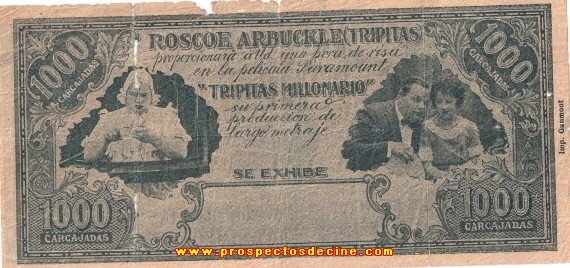 1000
CARCAJADAS
ROSCOE ARBUCKLE (TRIPITAS)
proporcionará a Vd. una hora de risa
en la película Paramount
"TRIPITAS MILLONARIO"
su primera
producción de
largo metraje
SE EXHIBE
1000
CARCAJADAS
1000
CARCAJADAS
1000
CARCAJADAS
Imp. Gaumont
www.prospectosdecine.com